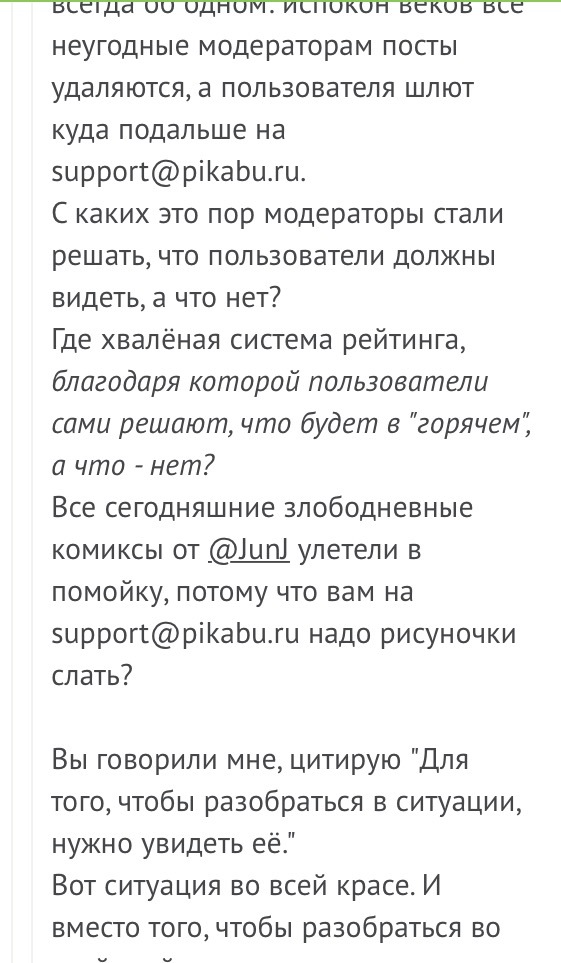 всегда об одном: испокон веков все
неугодные модераторам посты
удаляются, а пользователя шлют
куда подальше на
support@pikabu.ru.
С каких это пор модераторы стали
решать, что пользователи должны
видеть, а что нет?
Где хвалёная система рейтинга,
благодаря которой пользователи
сами решают, что будет в "горячем",
а что - нет?
Все сегодняшние злободневные
комиксы от @JunJ улетели в
помойку, потому что вам на
support@pikabu.ru надо рисуночки
слать?
Вы говорили мне, цитирую "Для
того, чтобы разобраться в ситуации,
нужно увидеть её."
Вот ситуация во всей красе. И
вместо того, чтобы разобраться во